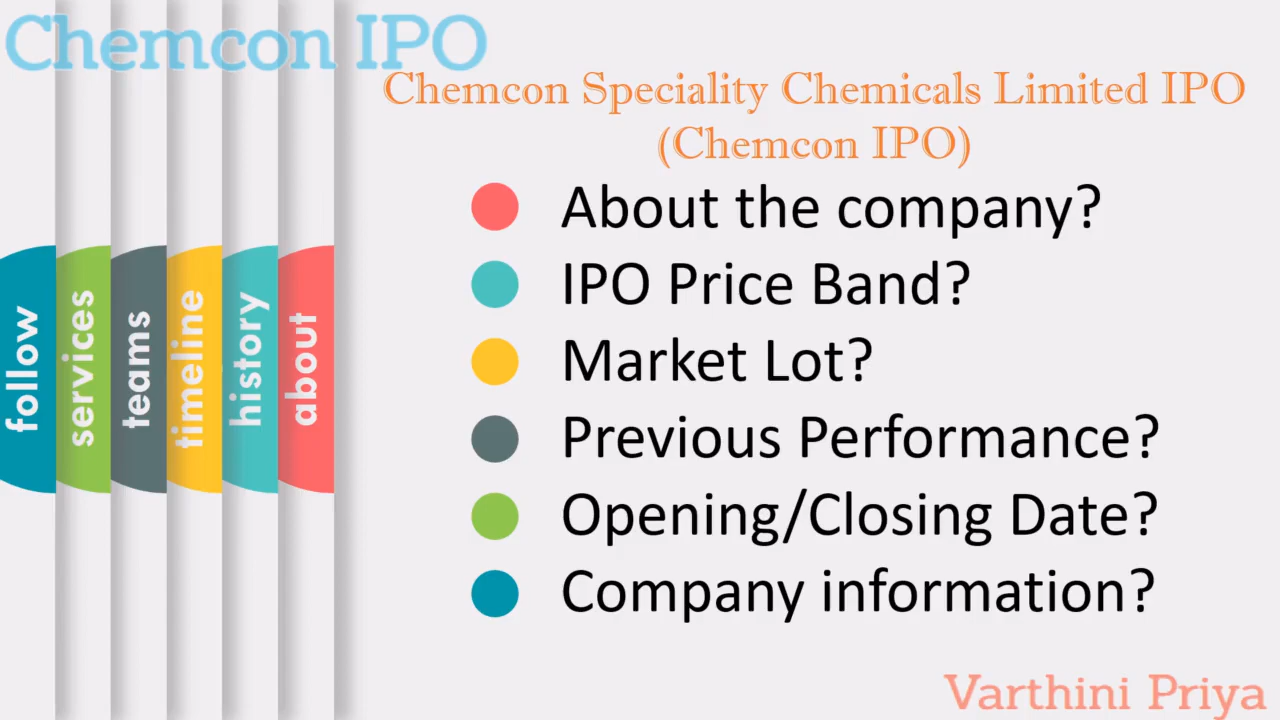 Chemcon IPO
Chemcon Speciality Chemicals Limited IPO
(Chemcon IPO)
About the company?
IPO Price Band?
Market Lot?
Previous Performance?
Opening/Closing Date?
Company information?
follow
services
teams
timeline
history
about
Varthini Priya